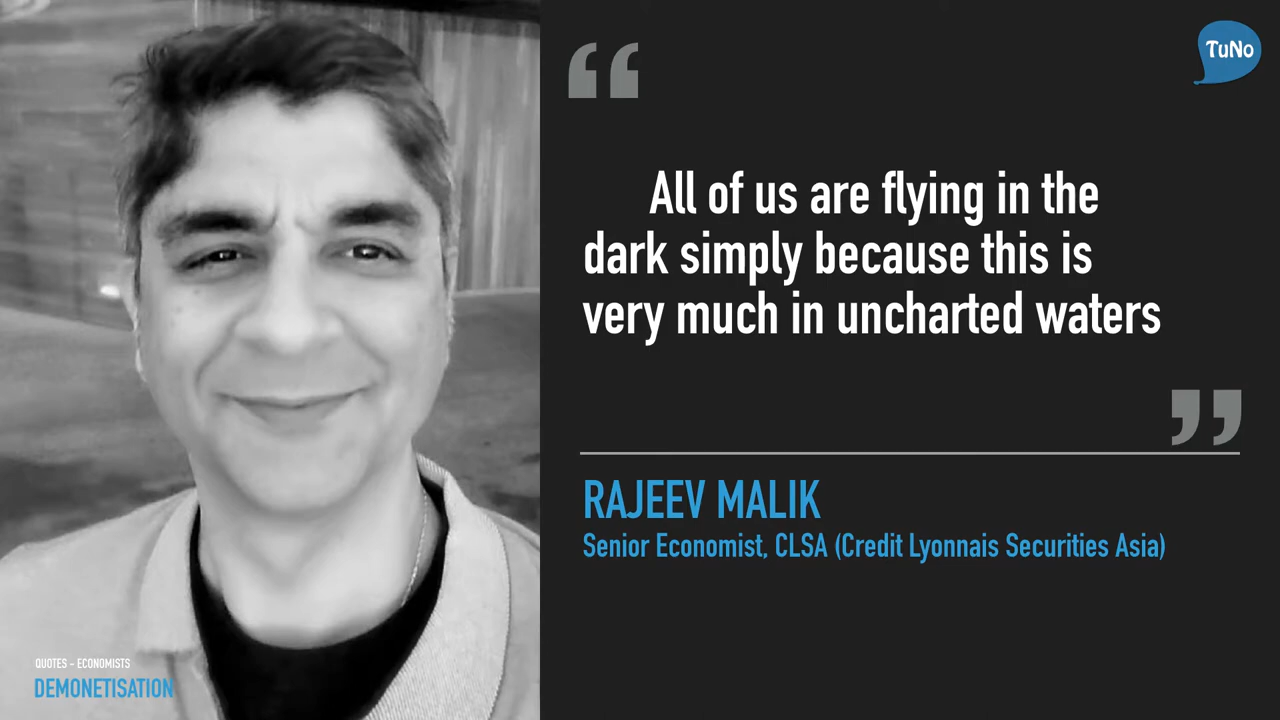 TuNo
“
All of us are flying in the
dark simply because this is
very much in uncharted waters
”
RAJEEV MALIK
Senior Economist, CLSA (Credit Lyonnais Securities Asia)
QUOTES - ECONOMISTS
DEMONETISATION